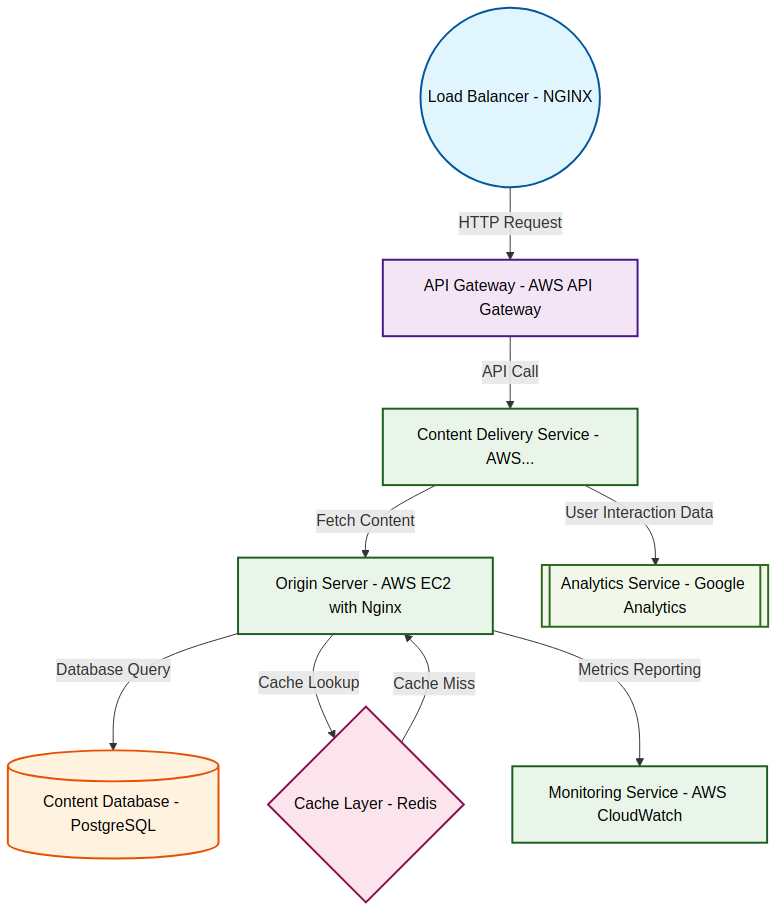 Load Balancer - NGINX
HTTP Request
API Gateway - AWS API
Gateway
API Call
Content Delivery Service -
AWS...
Fetch Content
User Interaction Data
Origin Server - AWS EC2
with Nginx
Analytics Service - Google
Analytics
Database Query
Cache Lookup
Cache Miss
Metrics Reporting
Content Database -
PostgreSQL
Cache Layer - Redis
Monitoring Service - AWS
CloudWatch